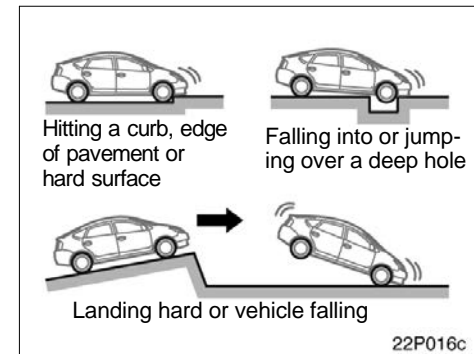 Hitting a curb, edge
of pavement or
hard surface
Falling into or jump-
ing over a deep hole
Landing hard or vehicle falling
22P016c